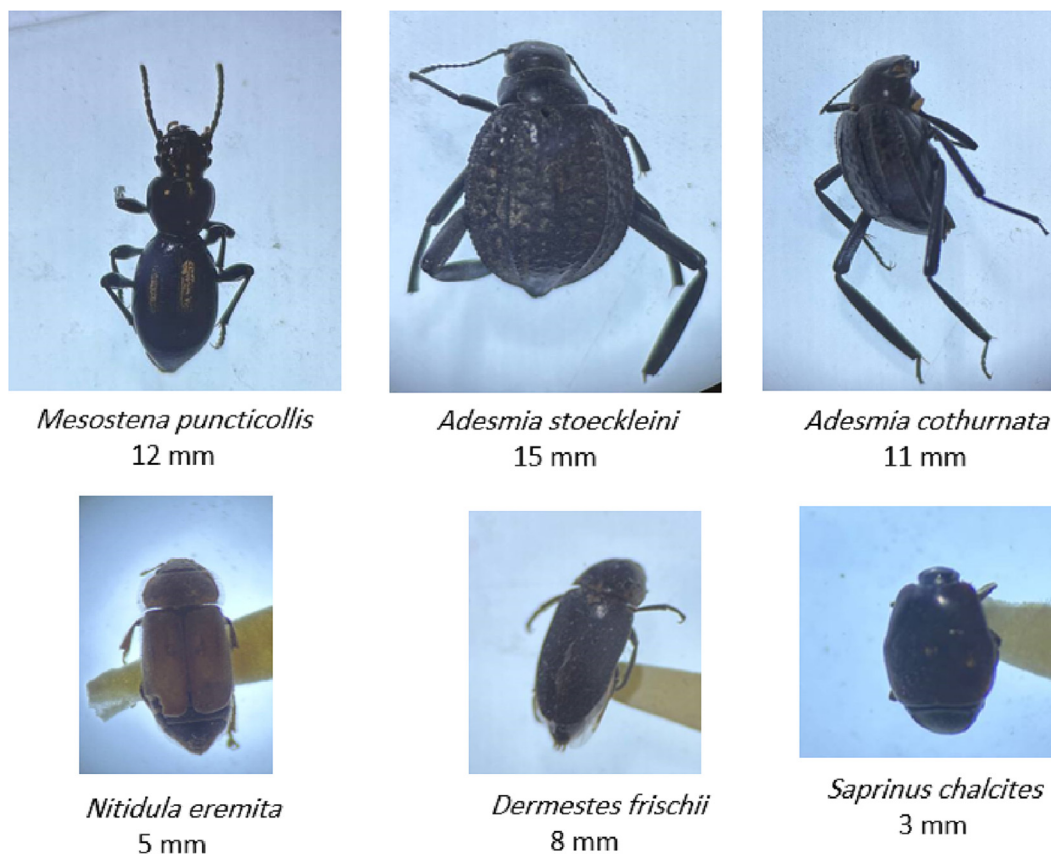 Mesostena puncticollis
12 mm
Adesmia stoeckleini
15 mm
Adesmia cothurnata
11 mm
Nitidula eremita
5 mm
Dermestes frischii
8 mm
Saprinus chalcites
3 mm